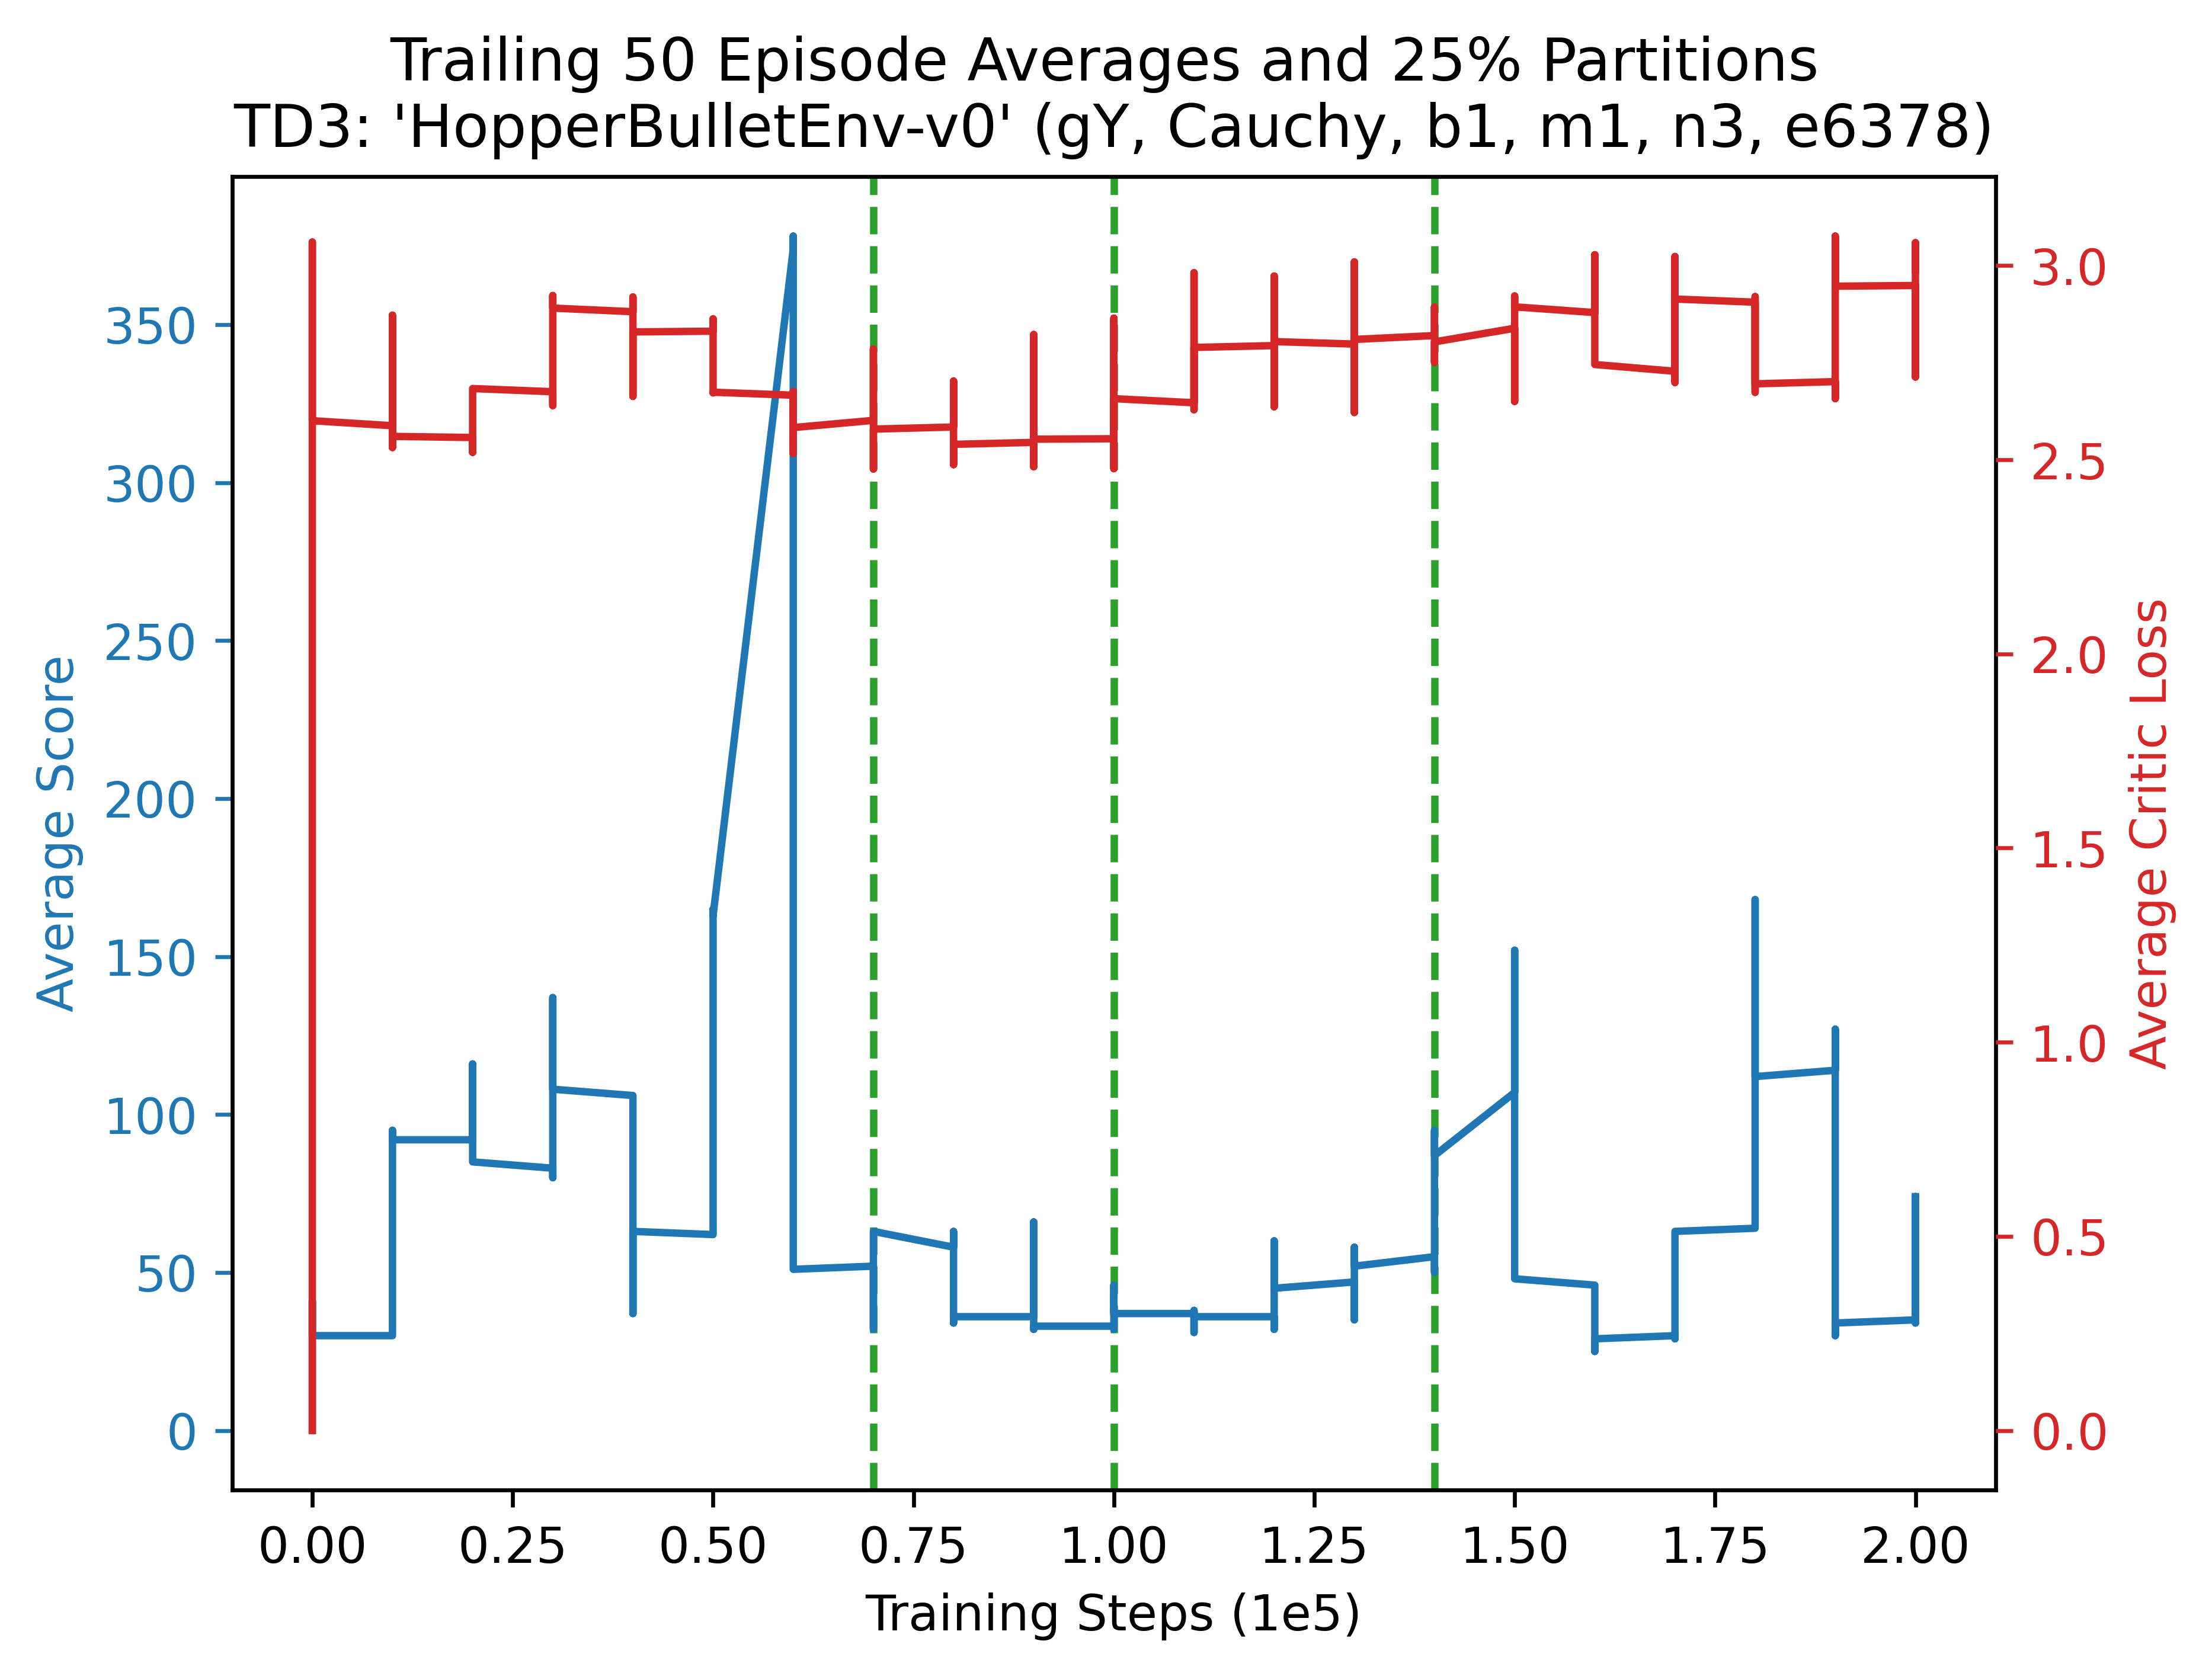 Trailing 50 Episode Averages and 25% Partitions
TD3: 'HopperBulletEnv-v0' (gY, Cauchy, b1, m1, n3, e6378)
Average Score
350
300
250
200
150
100
50
0
3.0
2.5
2.0
1.5
1.0
0.5
0.0
Average Critic Loss
0.00 0.25 0.50 0.75 1.00 1.25 1.50 1.75 2.00
Training Steps (1e5)